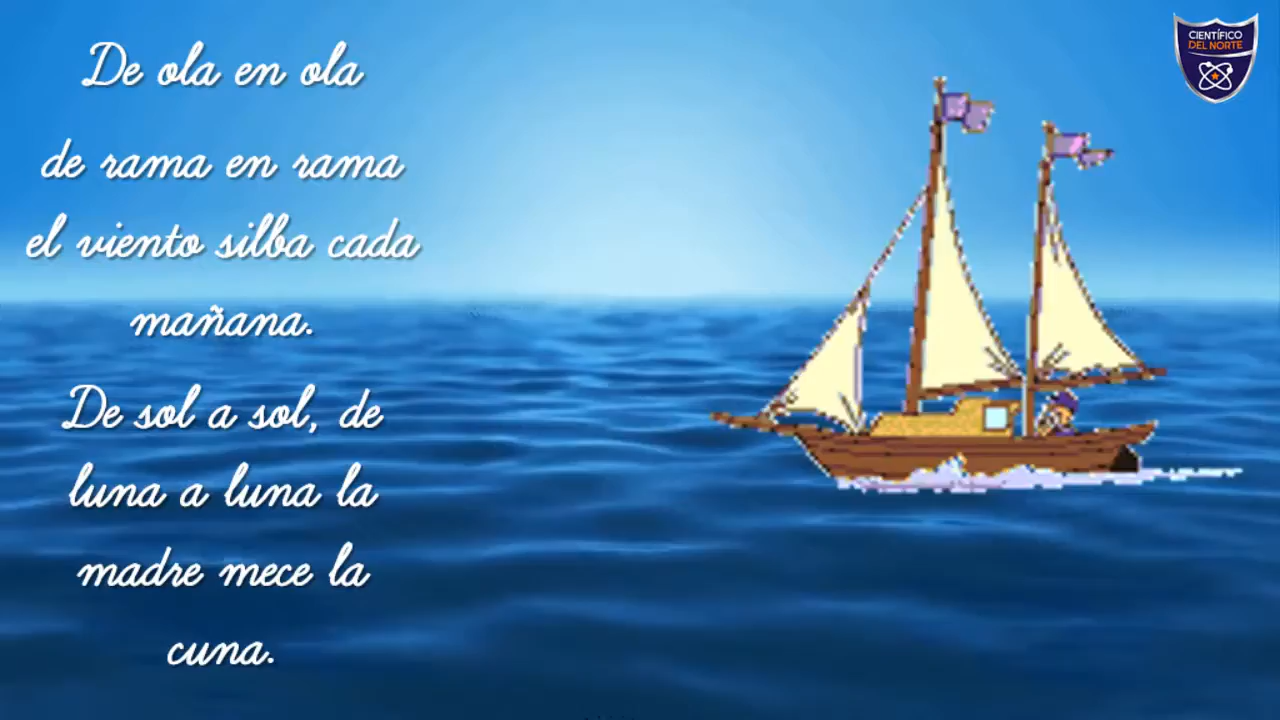 De ola en ola
de rama en rama
el viento silba cada
mañana.
De sol a sol, de
luna a luna la
madre mece la
cuna.
CIENTÍFICO
DEL NORTE